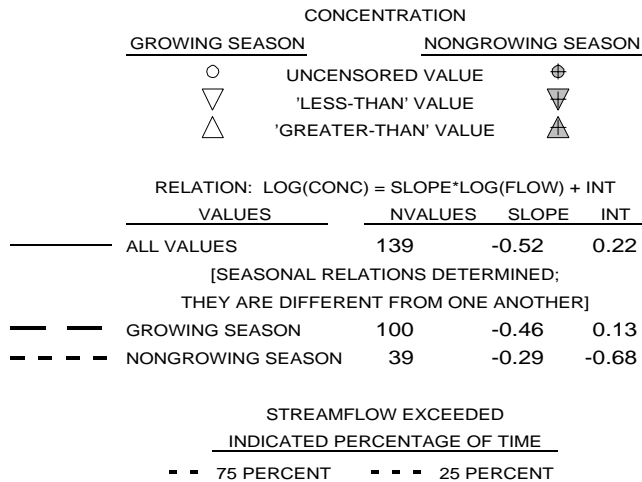 CONCENTRATION
GROWING SEASON NONGROWING SEASON
UNCENSORED VALUE
'LESS-THAN' VALUE
'GREATER-THAN' VALUE
RELATION: LOG(CONC) = SLOPE*LOG(FLOW) + INT
VALUES NVALUES SLOPE INT
ALL VALUES 139 -0.52 0.22
[SEASONAL RELATIONS DETERMINED;
THEY ARE DIFFERENT FROM ONE ANOTHER]
GROWING SEASON 100 -0.46 0.13
NONGROWING SEASON 39 -0.29 -0.68
STREAMFLOW EXCEEDED
INDICATED PERCENTAGE OF TIME
75 PERCENT 25 PERCENT